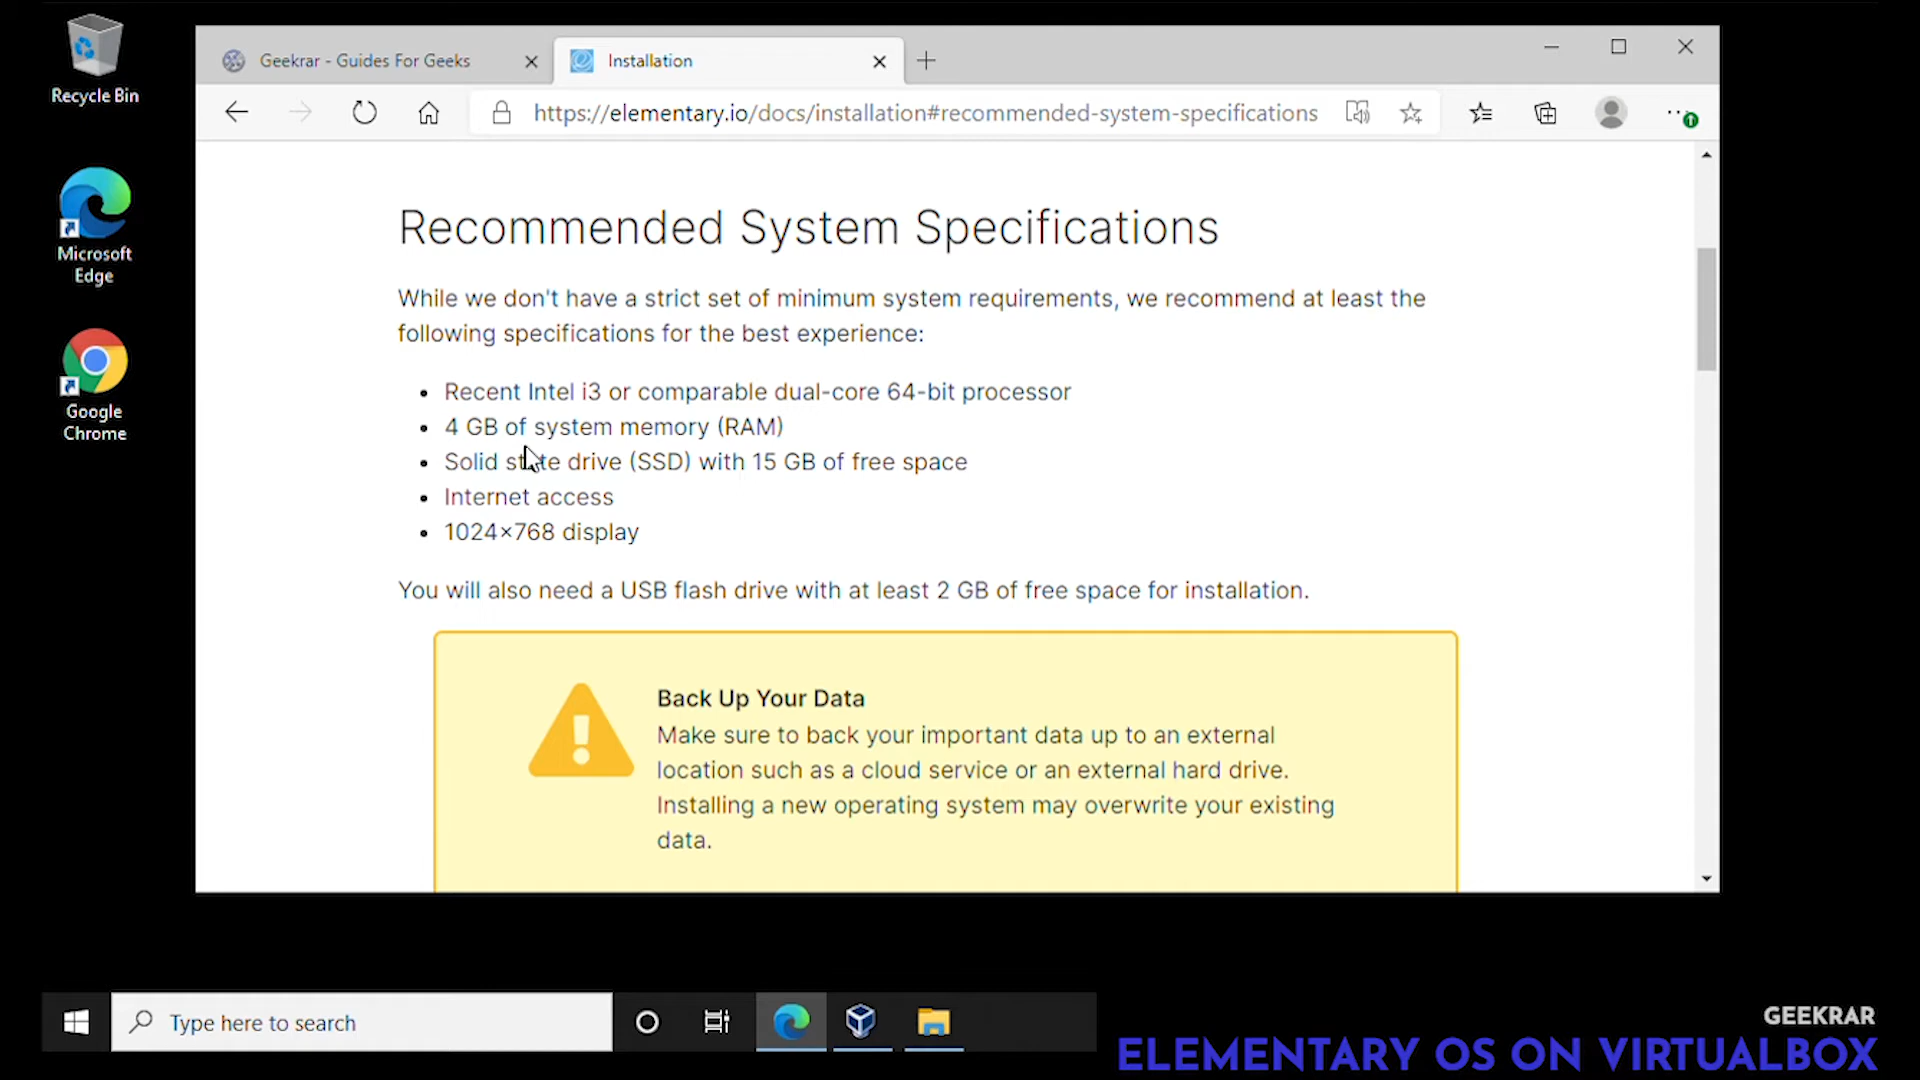 Recycle Bin
Microsoft
Edge
Google
Chrome
Geekrar - Guides For Geeks
Installation
https://elementary.io/docs/installation#recommended-system-specifications
Recommended System Specifications
While we don't have a strict set of minimum system requirements, we recommend at least the
following specifications for the best experience:
• Recent Intel i3 or comparable dual-core 64-bit processor
• 4 GB of system memory (RAM)
• Solid state drive (SSD) with 15 GB of free space
• Internet access
• 1024×768 display
You will also need a USB flash drive with at least 2 GB of free space for installation.
Back Up Your Data
Make sure to back your important data up to an external
location such as a cloud service or an external hard drive.
Installing a new operating system may overwrite your existing
data.
Type here to search
GEEKRAR
ELEMENTARY OS ON VIRTUALBOX